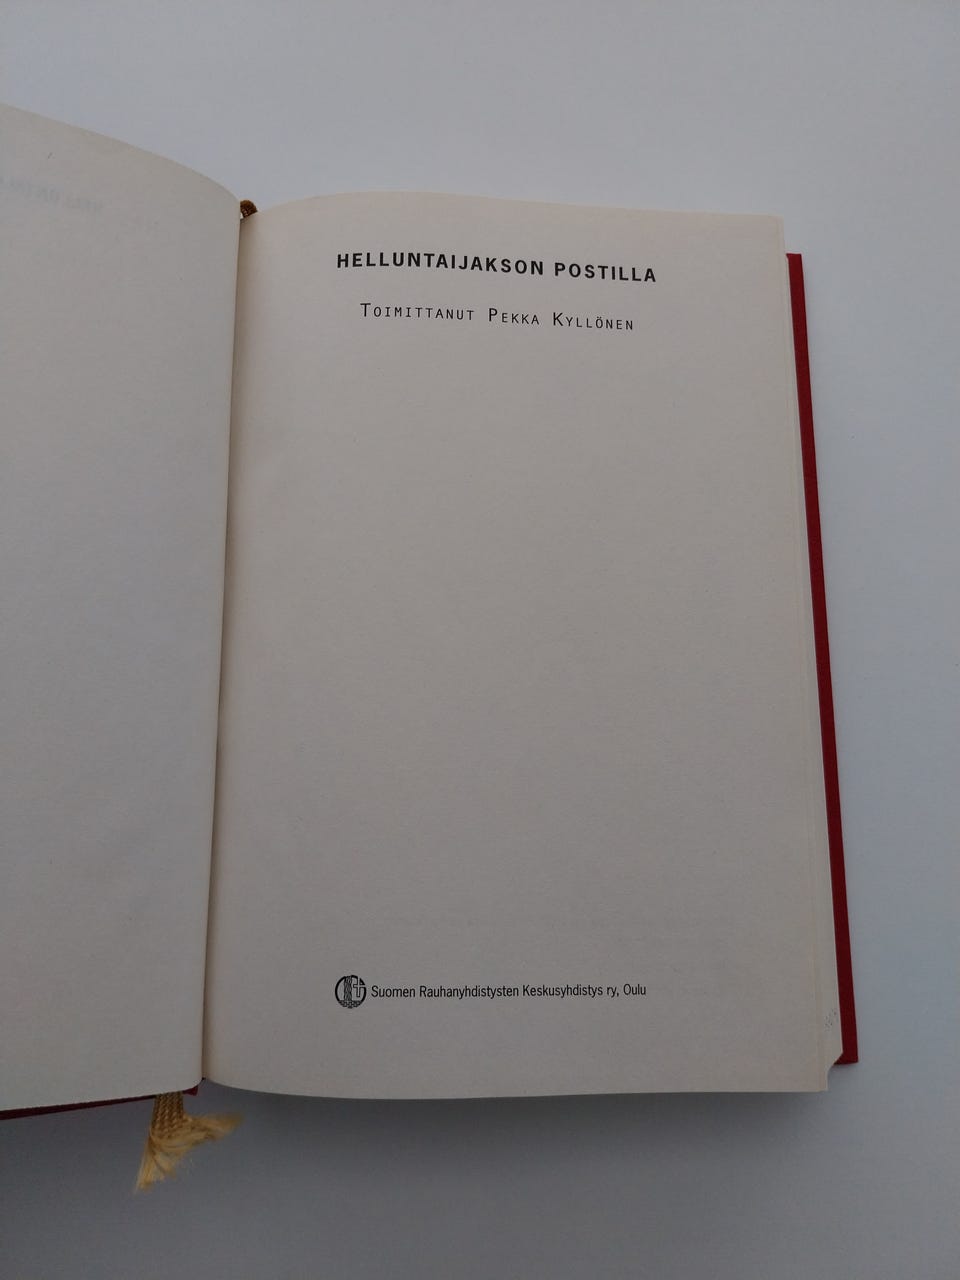 HELLUNTAIJAKSON POSTILLA
TOIMITTANUT PEKKA KYLLÖNEN
Suomen Rauhanyhdistysten Keskusyhdistys ry, Oulu